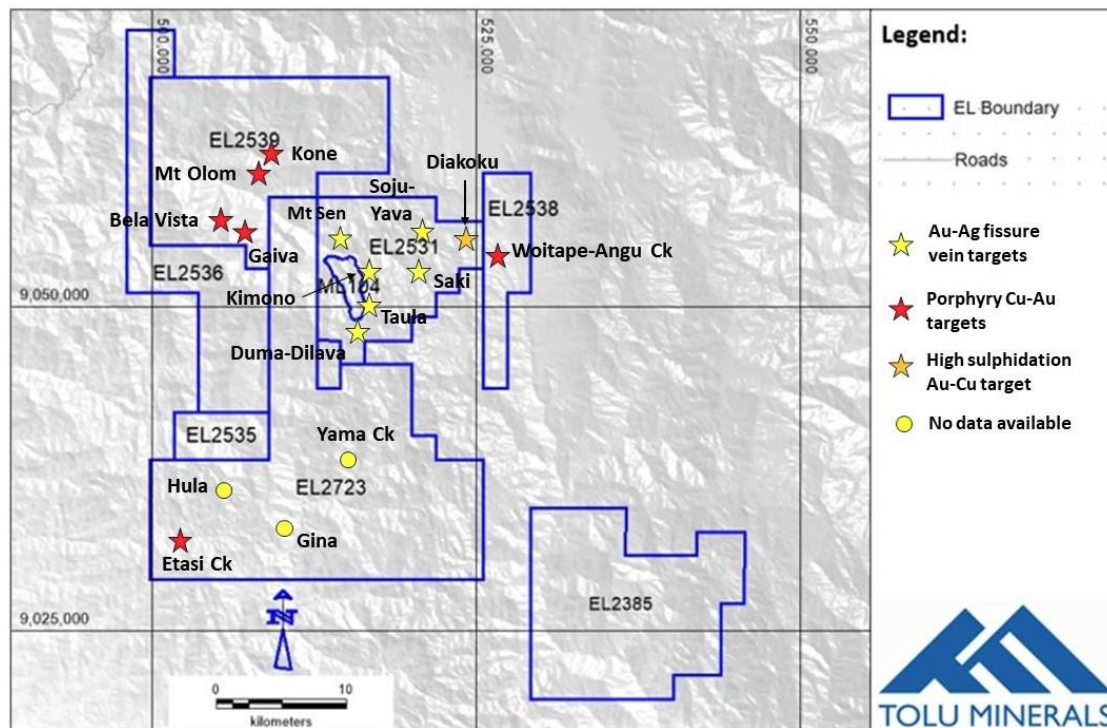 500,000
525,000
550,000
EL2539
Kone
Mt Olom
Diakoku
Soju-
Yava
Mt Sen
EL2538
Bela Vista
EL2531
Woitape-Angu Ck
Gaiva
EL2536
Saki
Kimono
ML104
9,050,000
Taula
Duma-Dilava
EL2535
Yama Ck
Hula
EL2723
Gina
Etasi Ck
EL2385
9,025,000
N
0 10
kilometers
Legend:
EL Boundary
Roads
Au-Ag fissure
vein targets
Porphyry Cu-Au
targets
High sulphidation
Au-Cu target
No data available
TOLU MINERALS